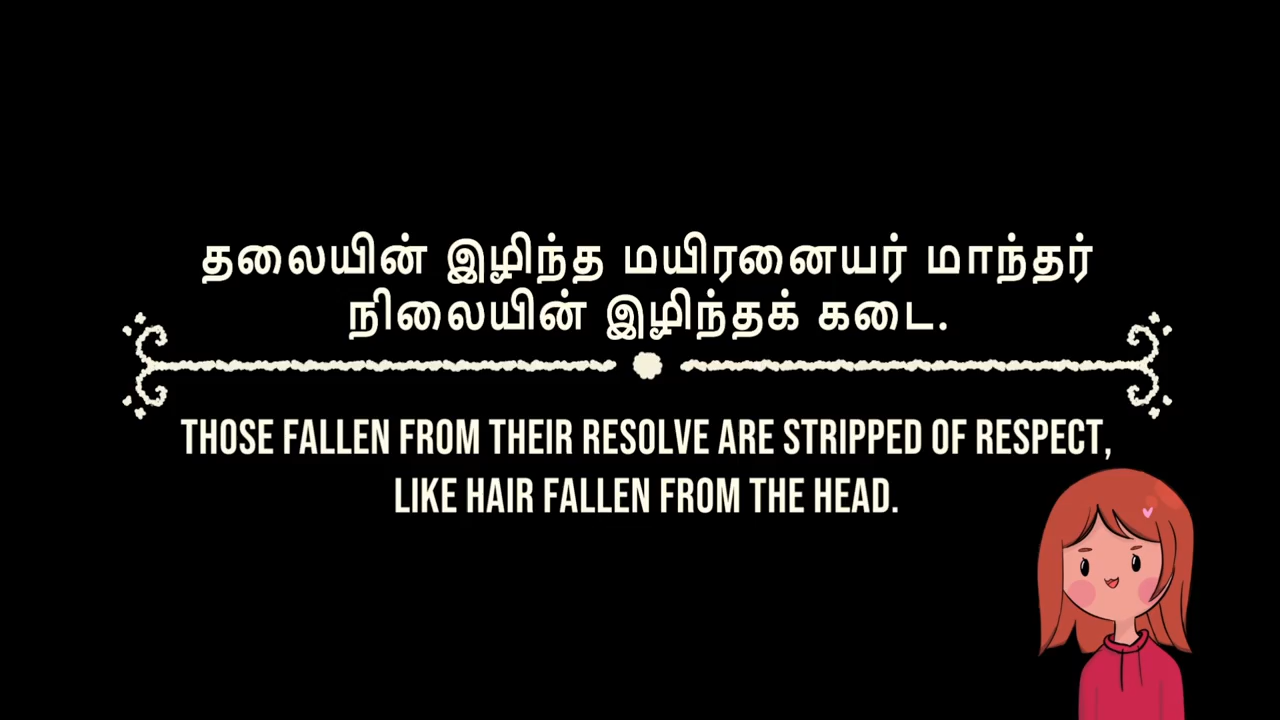 தலையின் இழிந்த மயிரனையர் மாந்தர்
நிலையின் இழிந்தக் கடை.
THOSE FALLEN FROM THEIR RESOLVE ARE STRIPPED OF RESPECT,
LIKE HAIR FALLEN FROM THE HEAD.